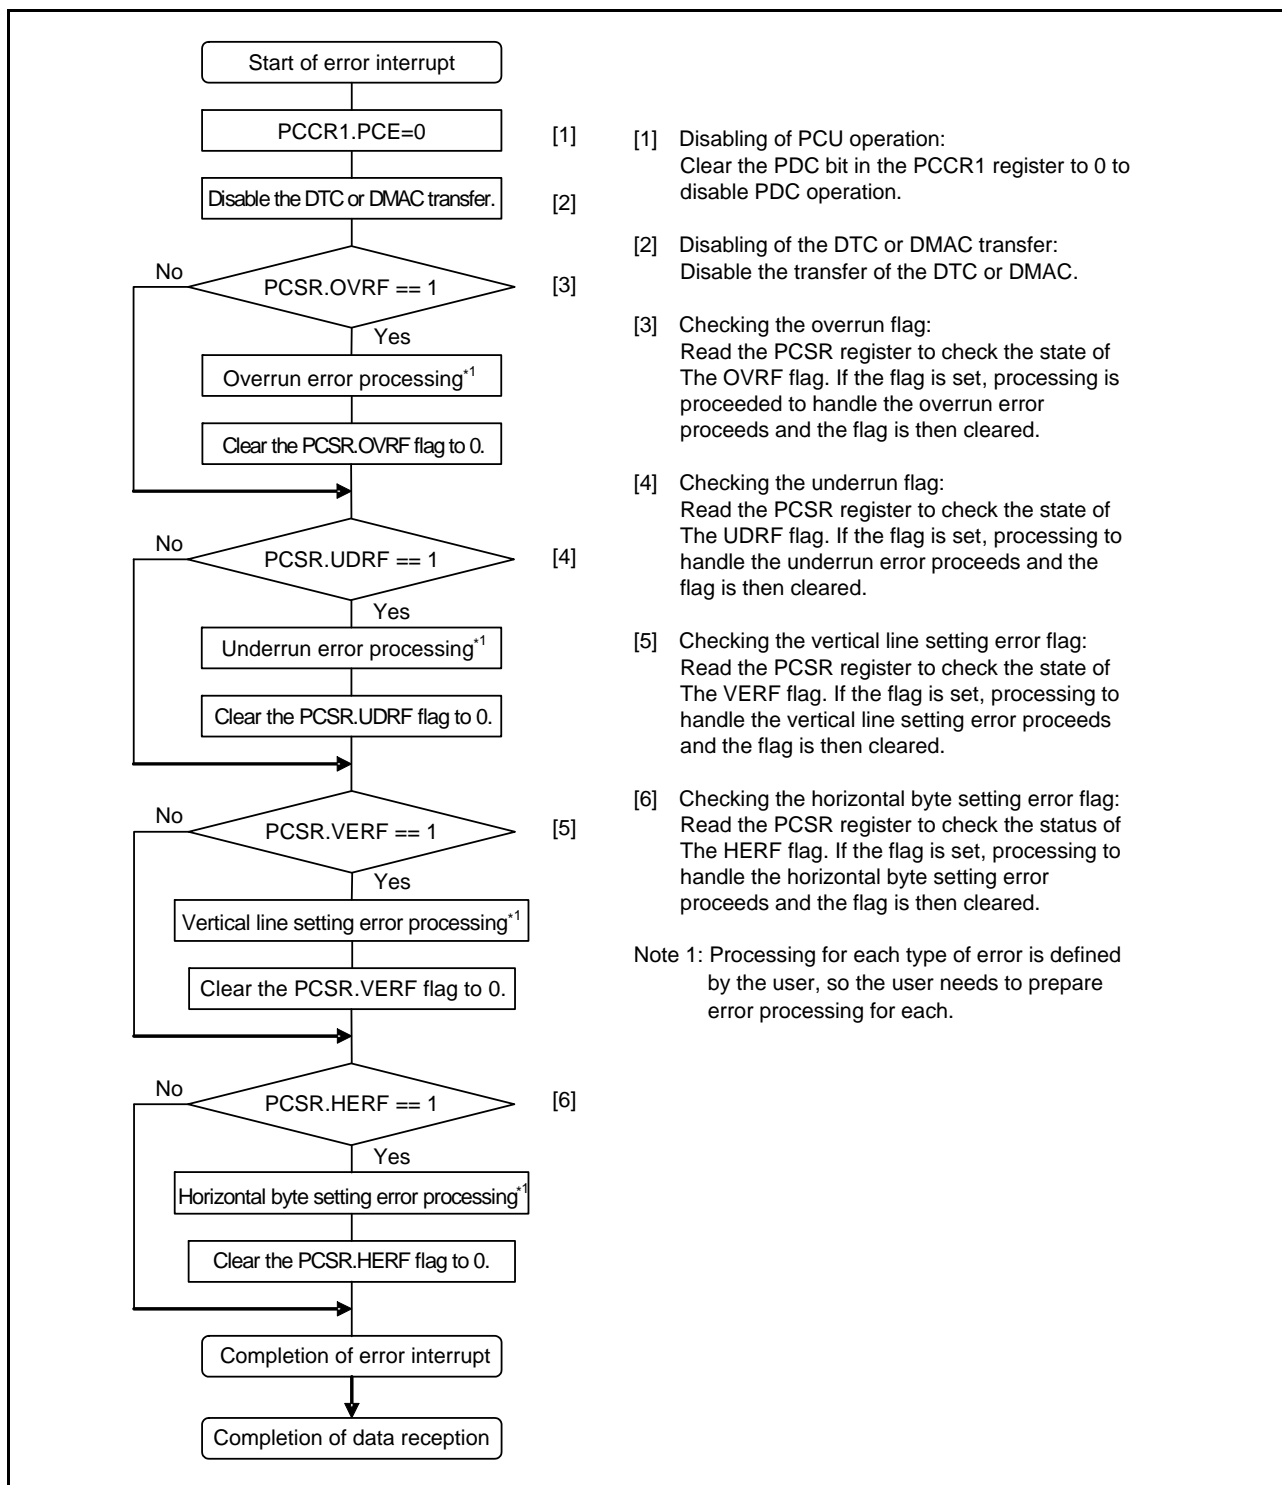 Start of error interrupt
PCCR1.PCE=0
[1]
Disable the DTC or DMAC transfer.
[2]
No
PCSR.OVRF == 1
[3]
Yes
Overrun error processing*1
Clear the PCSR.OVRF flag to 0.
No
PCSR.UDRF == 1
[4]
Yes
Underrun error processing*1
Clear the PCSR.UDRF flag to 0.
No
PCSR.VERF == 1
[5]
Yes
Vertical line setting error processing*1
Clear the PCSR.VERF flag to 0.
No
PCSR.HERF == 1
[6]
Yes
Horizontal byte setting error processing*1
Clear the PCSR.HERF flag to 0.
Completion of error interrupt
Completion of data reception
[1] Disabling of PCU operation:
Clear the PDC bit in the PCCR1 register to 0 to
disable PDC operation.
[2] Disabling of the DTC or DMAC transfer:
Disable the transfer of the DTC or DMAC.
[3] Checking the overrun flag:
Read the PCSR register to check the state of
The OVRF flag. If the flag is set, processing is
proceeded to handle the overrun error
proceeds and the flag is then cleared.
[4] Checking the underrun flag:
Read the PCSR register to check the state of
The UDRF flag. If the flag is set, processing to
handle the underrun error proceeds and the
flag is then cleared.
[5] Checking the vertical line setting error flag:
Read the PCSR register to check the state of
The VERF flag. If the flag is set, processing to
handle the vertical line setting error proceeds
and the flag is then cleared.
[6] Checking the horizontal byte setting error flag:
Read the PCSR register to check the status of
The HERF flag. If the flag is set, processing to
handle the horizontal byte setting error
proceeds and the flag is then cleared.
Note 1: Processing for each type of error is defined
by the user, so the user needs to prepare
error processing for each.